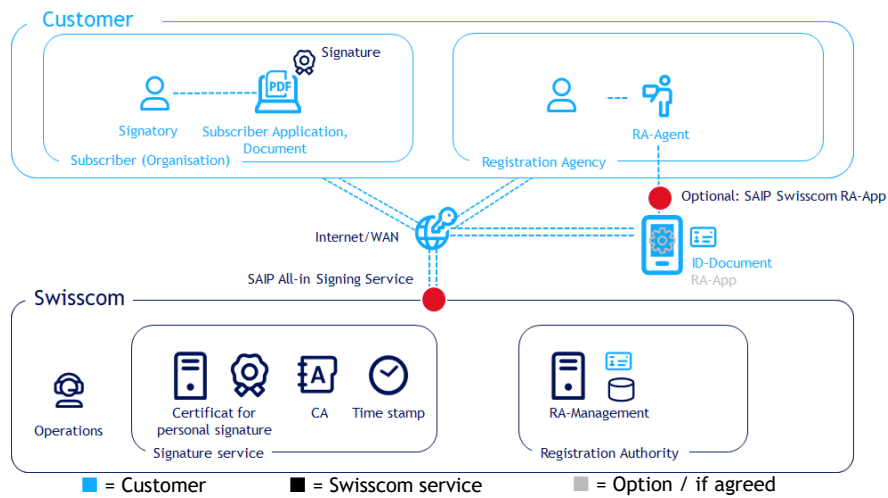 Customer
Signature
PDF
Signatory
Subscriber Application,
Document
Subscriber (Organisation)
RA-Agent
Registration Agency
Optional: SAIP Swisscom RA-App
Internet/WAN
ID-Document
RA-App
SAIP All-in Signing Service
Swisscom
Operations
Certificat for
personal signature
A
CA
Time stamp
Signature service
RA-Management
Registration Authority
= Customer
= Swisscom service
= Option / if agreed